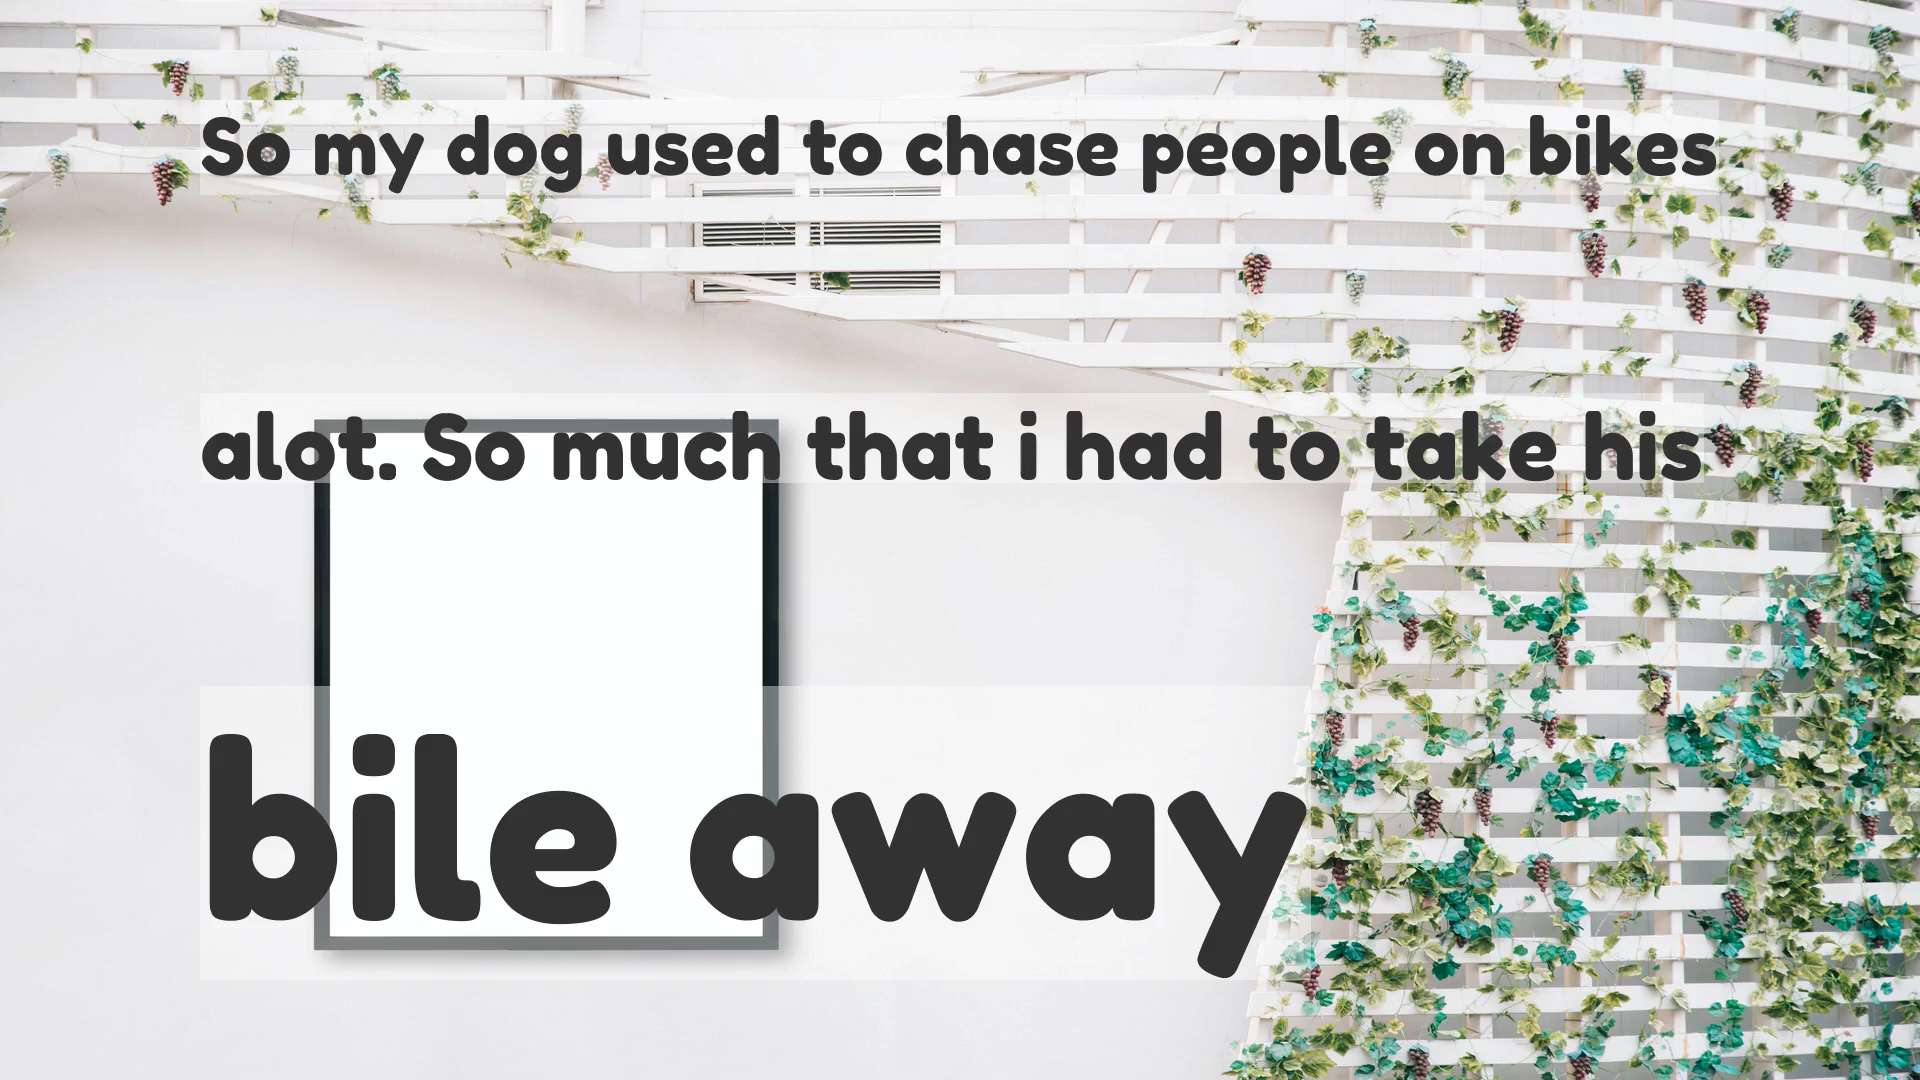 So my dog used to chase people on bikes
alot. So much that i had to take his
bile away